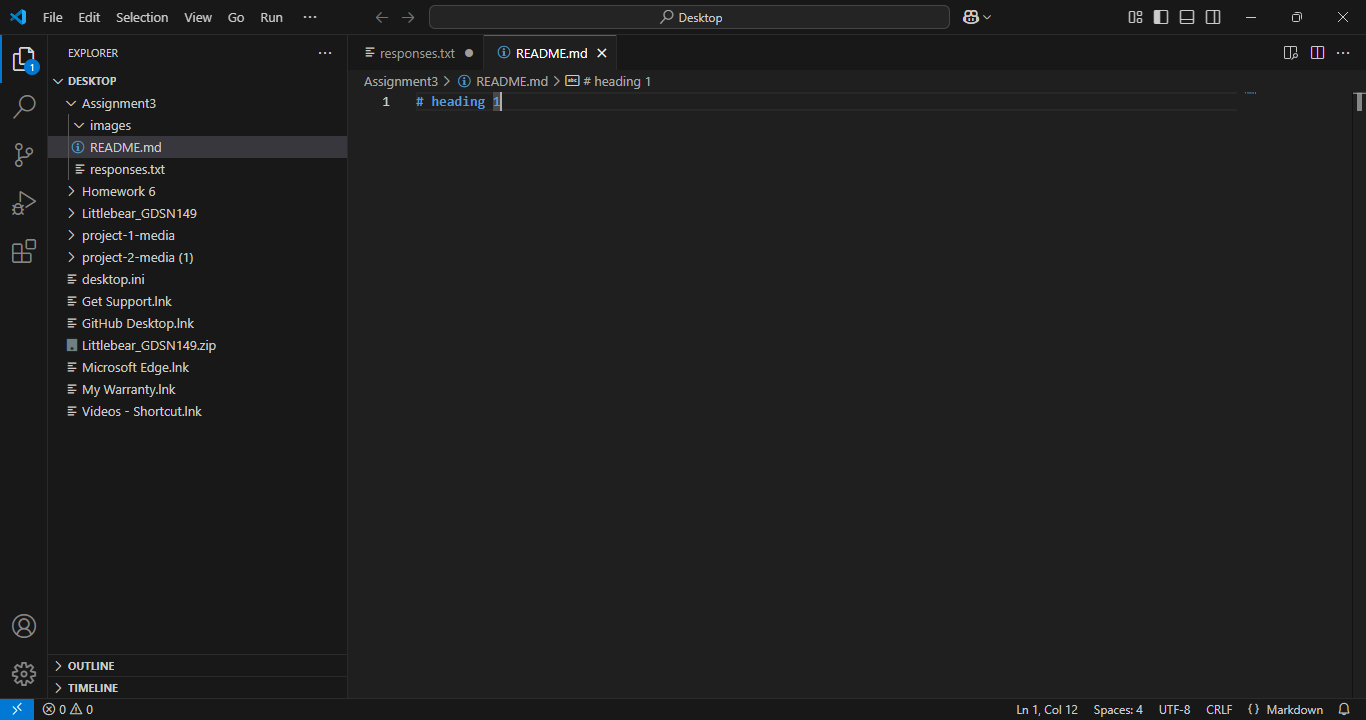 File Edit Selection View Go Run ···
Desktop
EXPLORER ···
1
DESKTOP
Assignment3
images
README.md
responses.txt
Homework 6
Littlebear_GDSN149
project-1-media
project-2-media (1)
desktop.ini
Get Support.lnk
GitHub Desktop.lnk
Littlebear_GDSN149.zip
Microsoft Edge.lnk
My Warranty.lnk
Videos - Shortcut.lnk
OUTLINE
TIMELINE
responses.txt README.md
Assignment3 > README.md > abc # heading 1
1 # heading 1
0 0
Ln 1, Col 12 Spaces: 4 UTF-8 CRLF {} Markdown